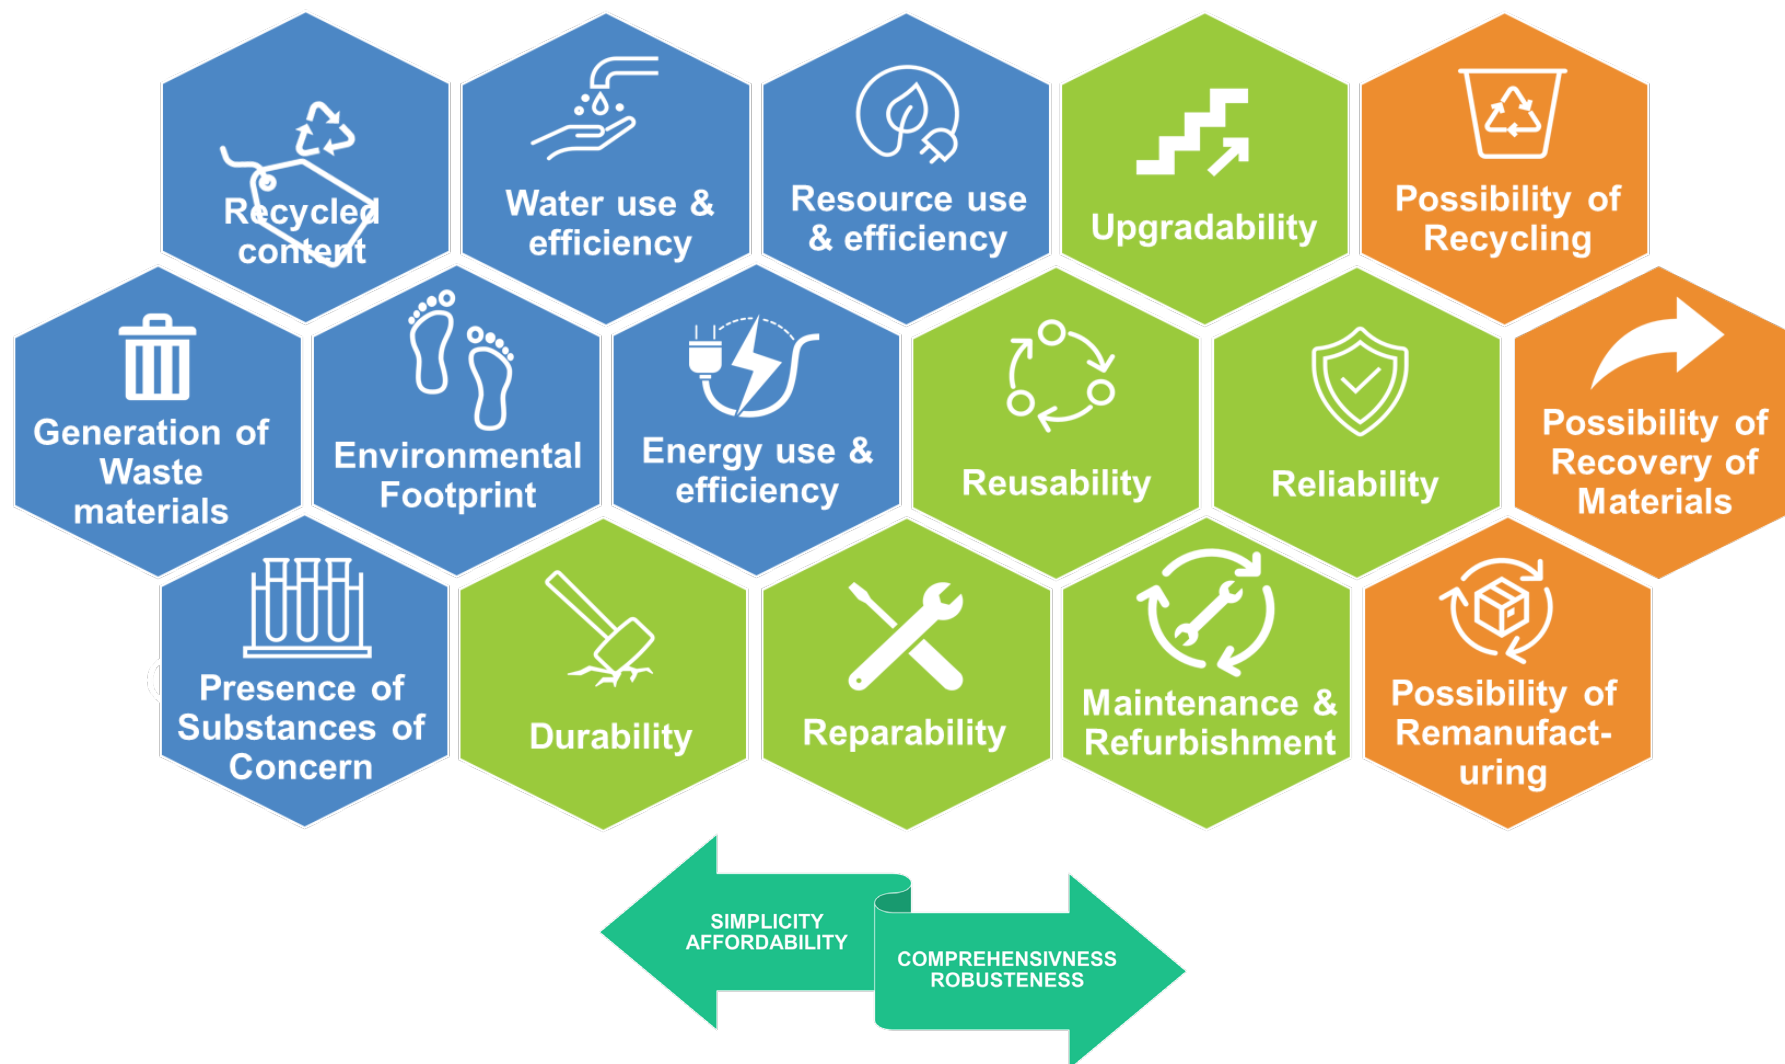 Recycled
content
Water use &
efficiency
Resource use
& efficiency
Upgradability
Possibility of
Recycling
Generation of
Waste
materials
Environmental
Footprint
Energy use &
efficiency
Reusability
Reliability
Possibility of
Recovery of
Materials
Presence of
Substances of
Concern
Durability
Reparability
Maintenance &
Refurbishment
Possibility of
Remanufact-
uring
SIMPLICITY
AFFORDABILITY
COMPREHENSIVNESS
ROBUSTENESS